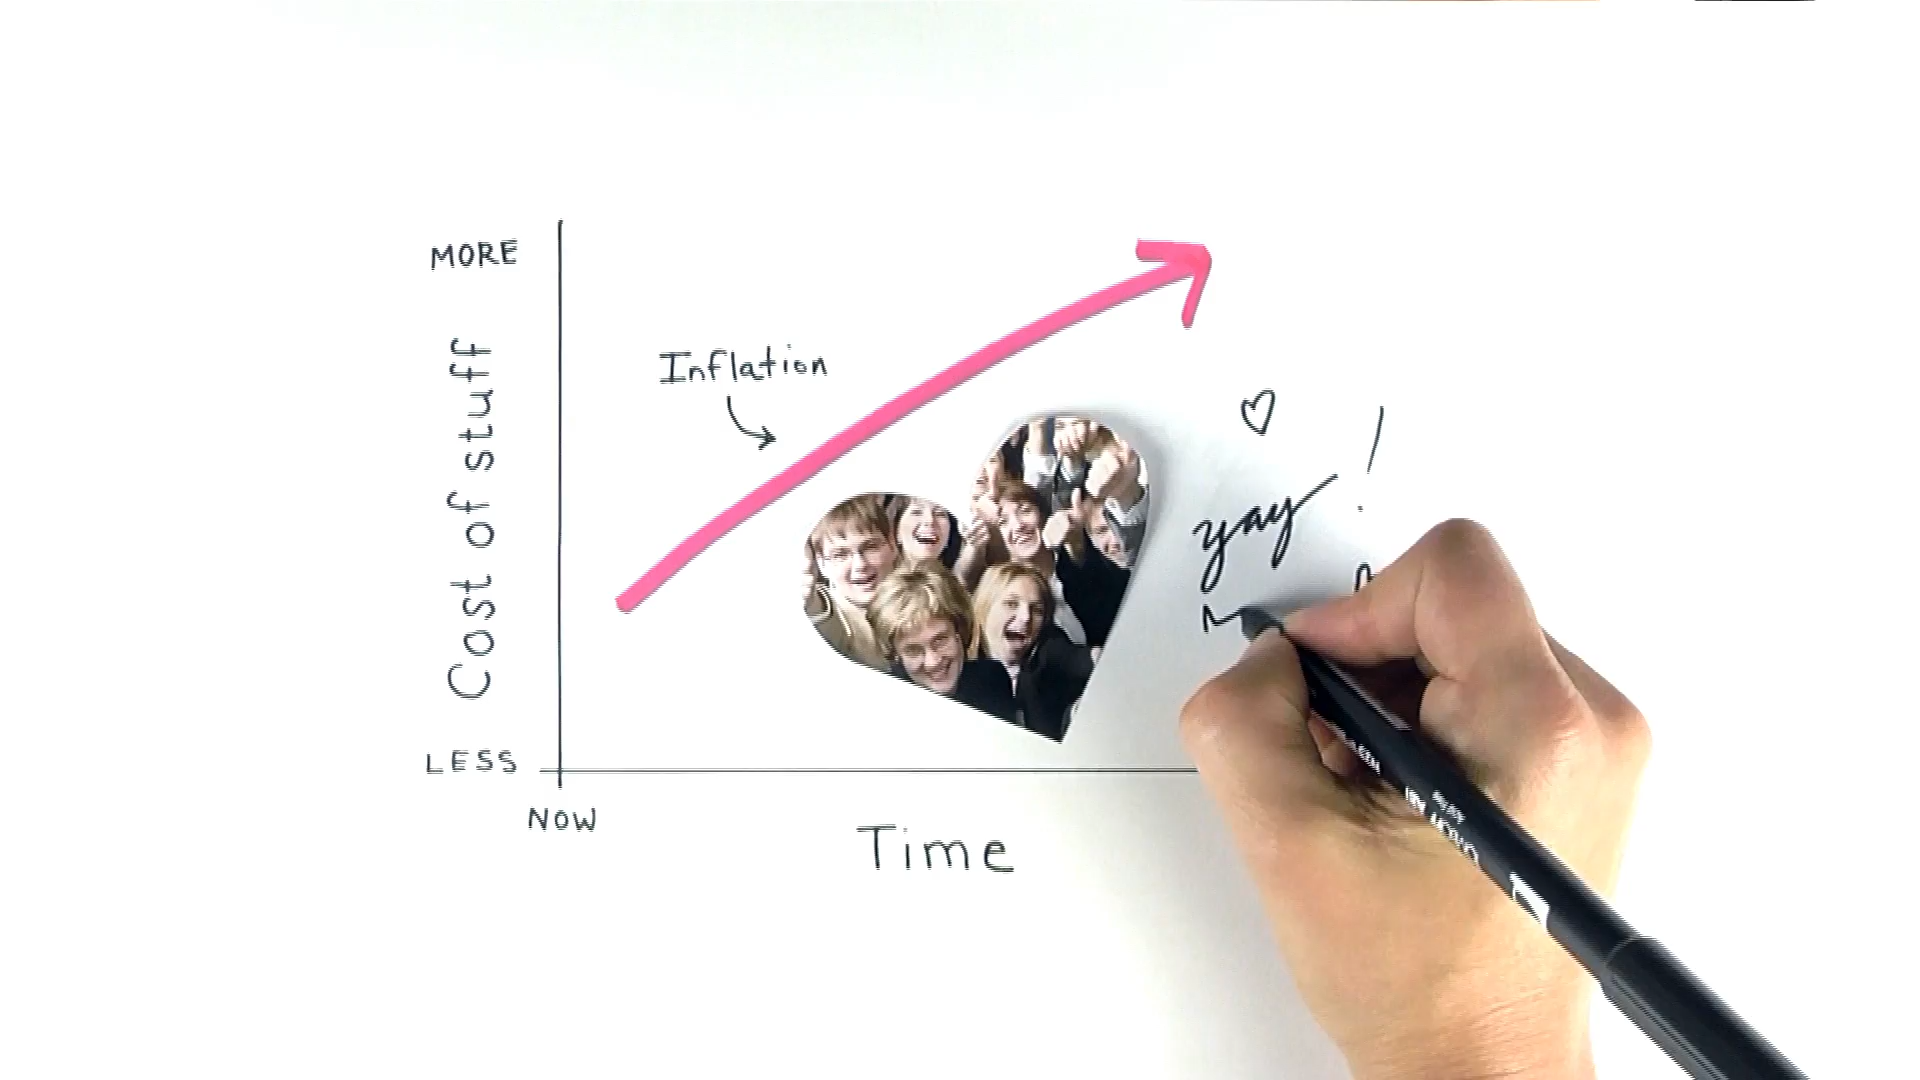 MORE
Cost of stuff
LESS
NOW
Time
Inflation
yay!